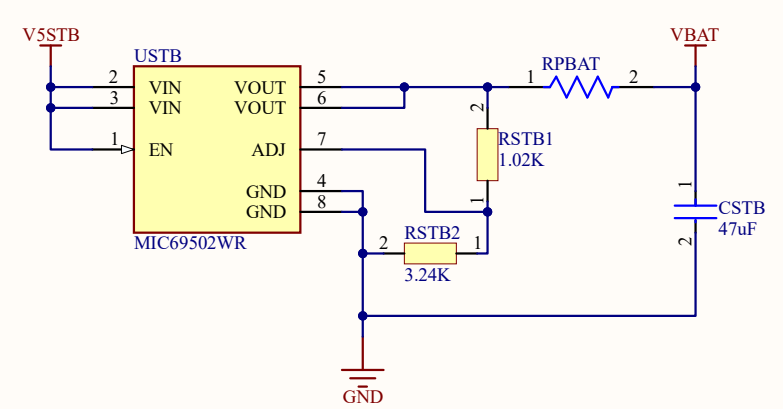 V5STB
VBAT
USTB
RPBAT
2 VIN VOUT 5
1 2
3 VIN VOUT 6
2
RSTB1
1.02K
1 EN ADJ 7
GND 4
1
GND 8
1
CSTB
47uF
2
MIC69502WR
RSTB2
2 1
3.24K
GND